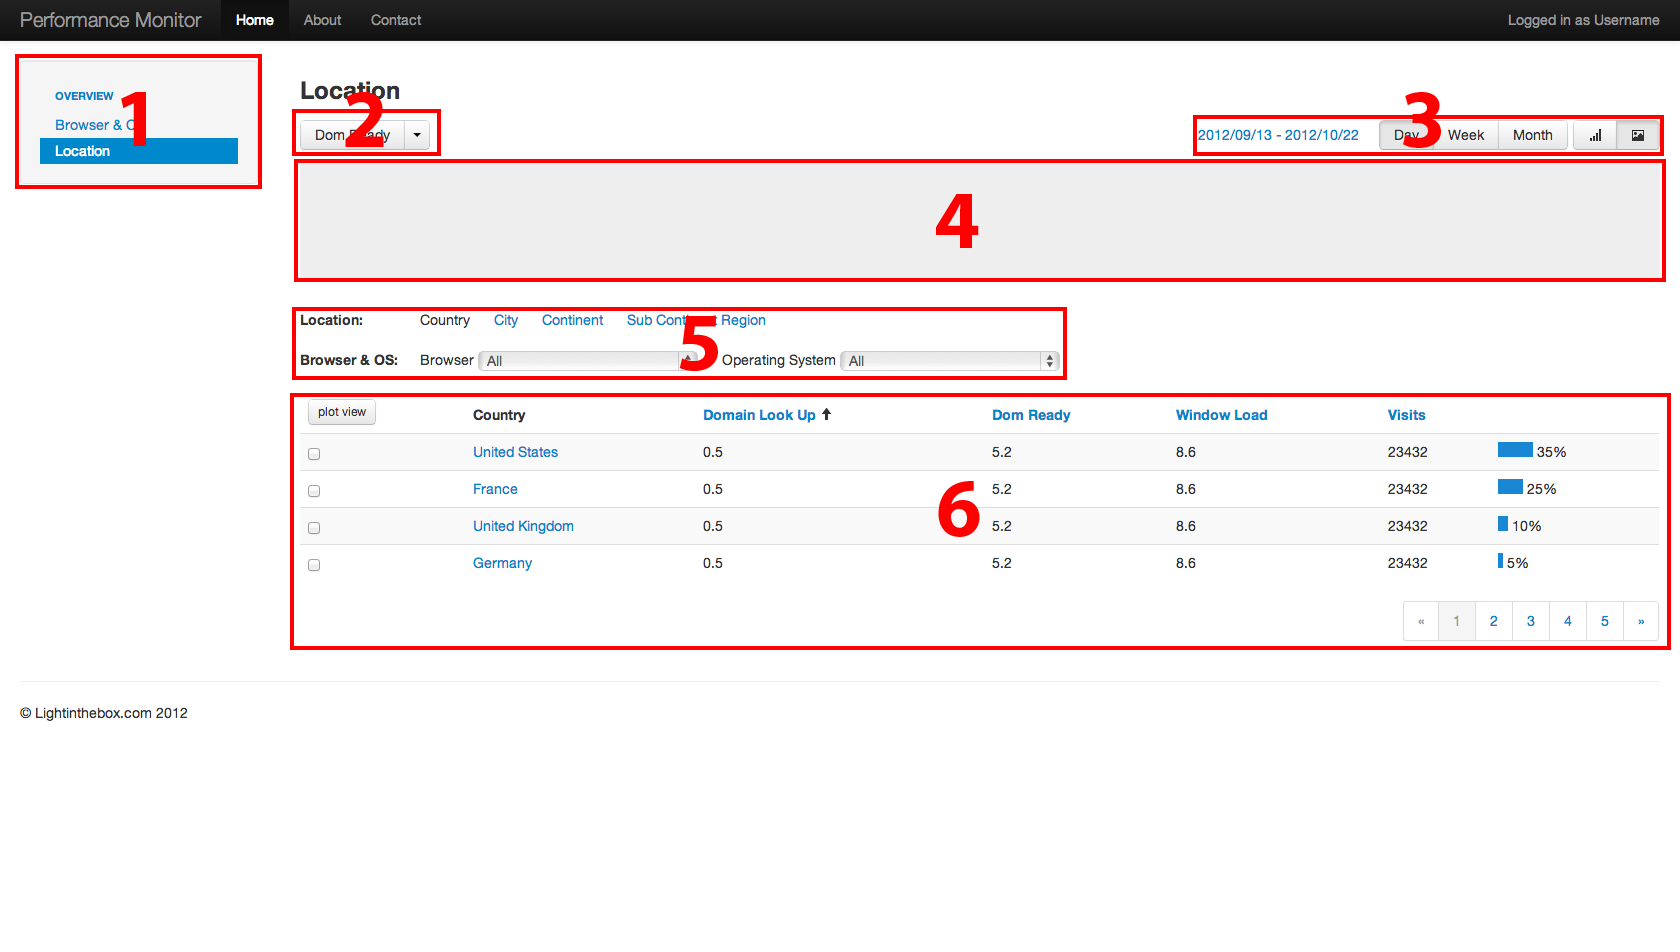 Performance Monitor Home About Contact Logged in as Username
OVERVIEW
Browser &
Location
1
Location
Dom Ready
2
2012/09/13 - 2012/10/22 Day Week Month
3
4
Location: Country City Continent Sub Region
Browser & OS: Browser All Operating System All
5
plot view Country Domain Look Up Dom Ready Window Load Visits
United States 0.5 5.2 8.6 23432 35%
France 0.5 5.2 8.6 23432 25%
United Kingdom 0.5 5.2 8.6 23432 10%
Germany 0.5 5.2 8.6 23432 5%
6
« 1 2 3 4 5 »
© Lightinthebox.com 2012